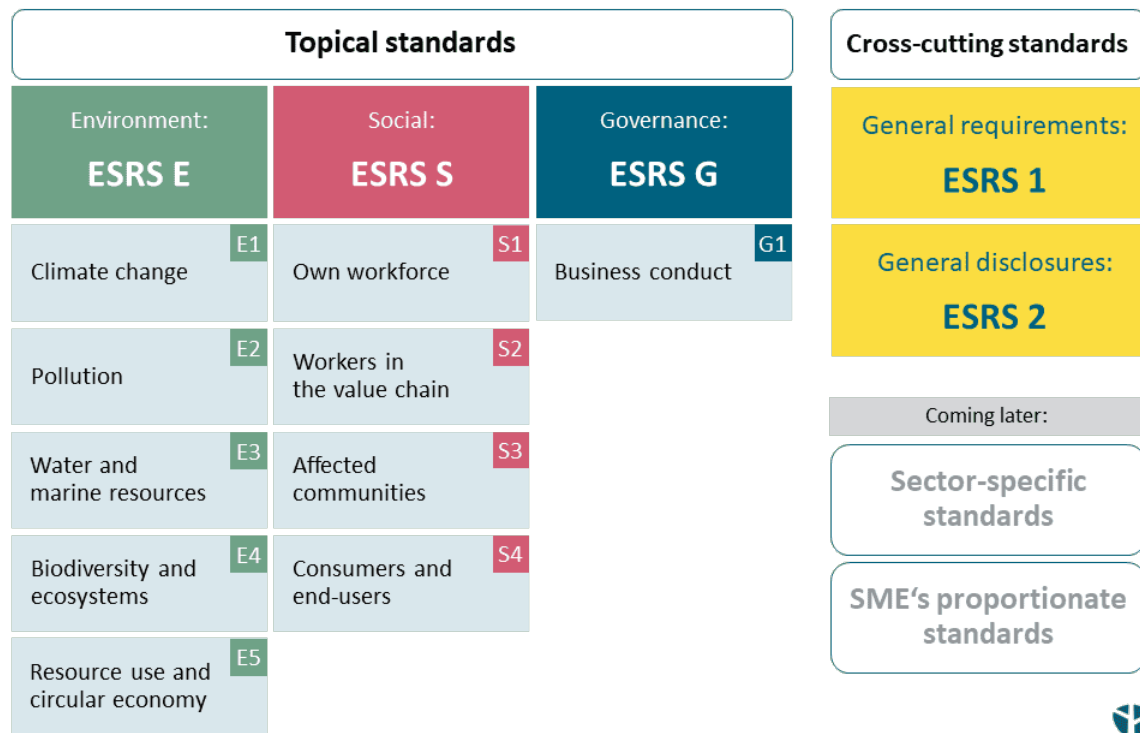 Topical standards
Cross-cutting standards
Environment:
ESRS E
Social:
ESRS S
Governance:
ESRS G
General requirements:
ESRS 1
E1
Climate change
S1
Own workforce
G1
Business conduct
General disclosures:
ESRS 2
E2
Pollution
S2
Workers in
the value chain
E3
Water and
marine resources
S3
Affected
communities
Coming later:
Sector-specific
standards
E4
Biodiversity and
ecosystems
S4
Consumers and
end-users
SME‘s proportionate
standards
E5
Resource use and
circular economy